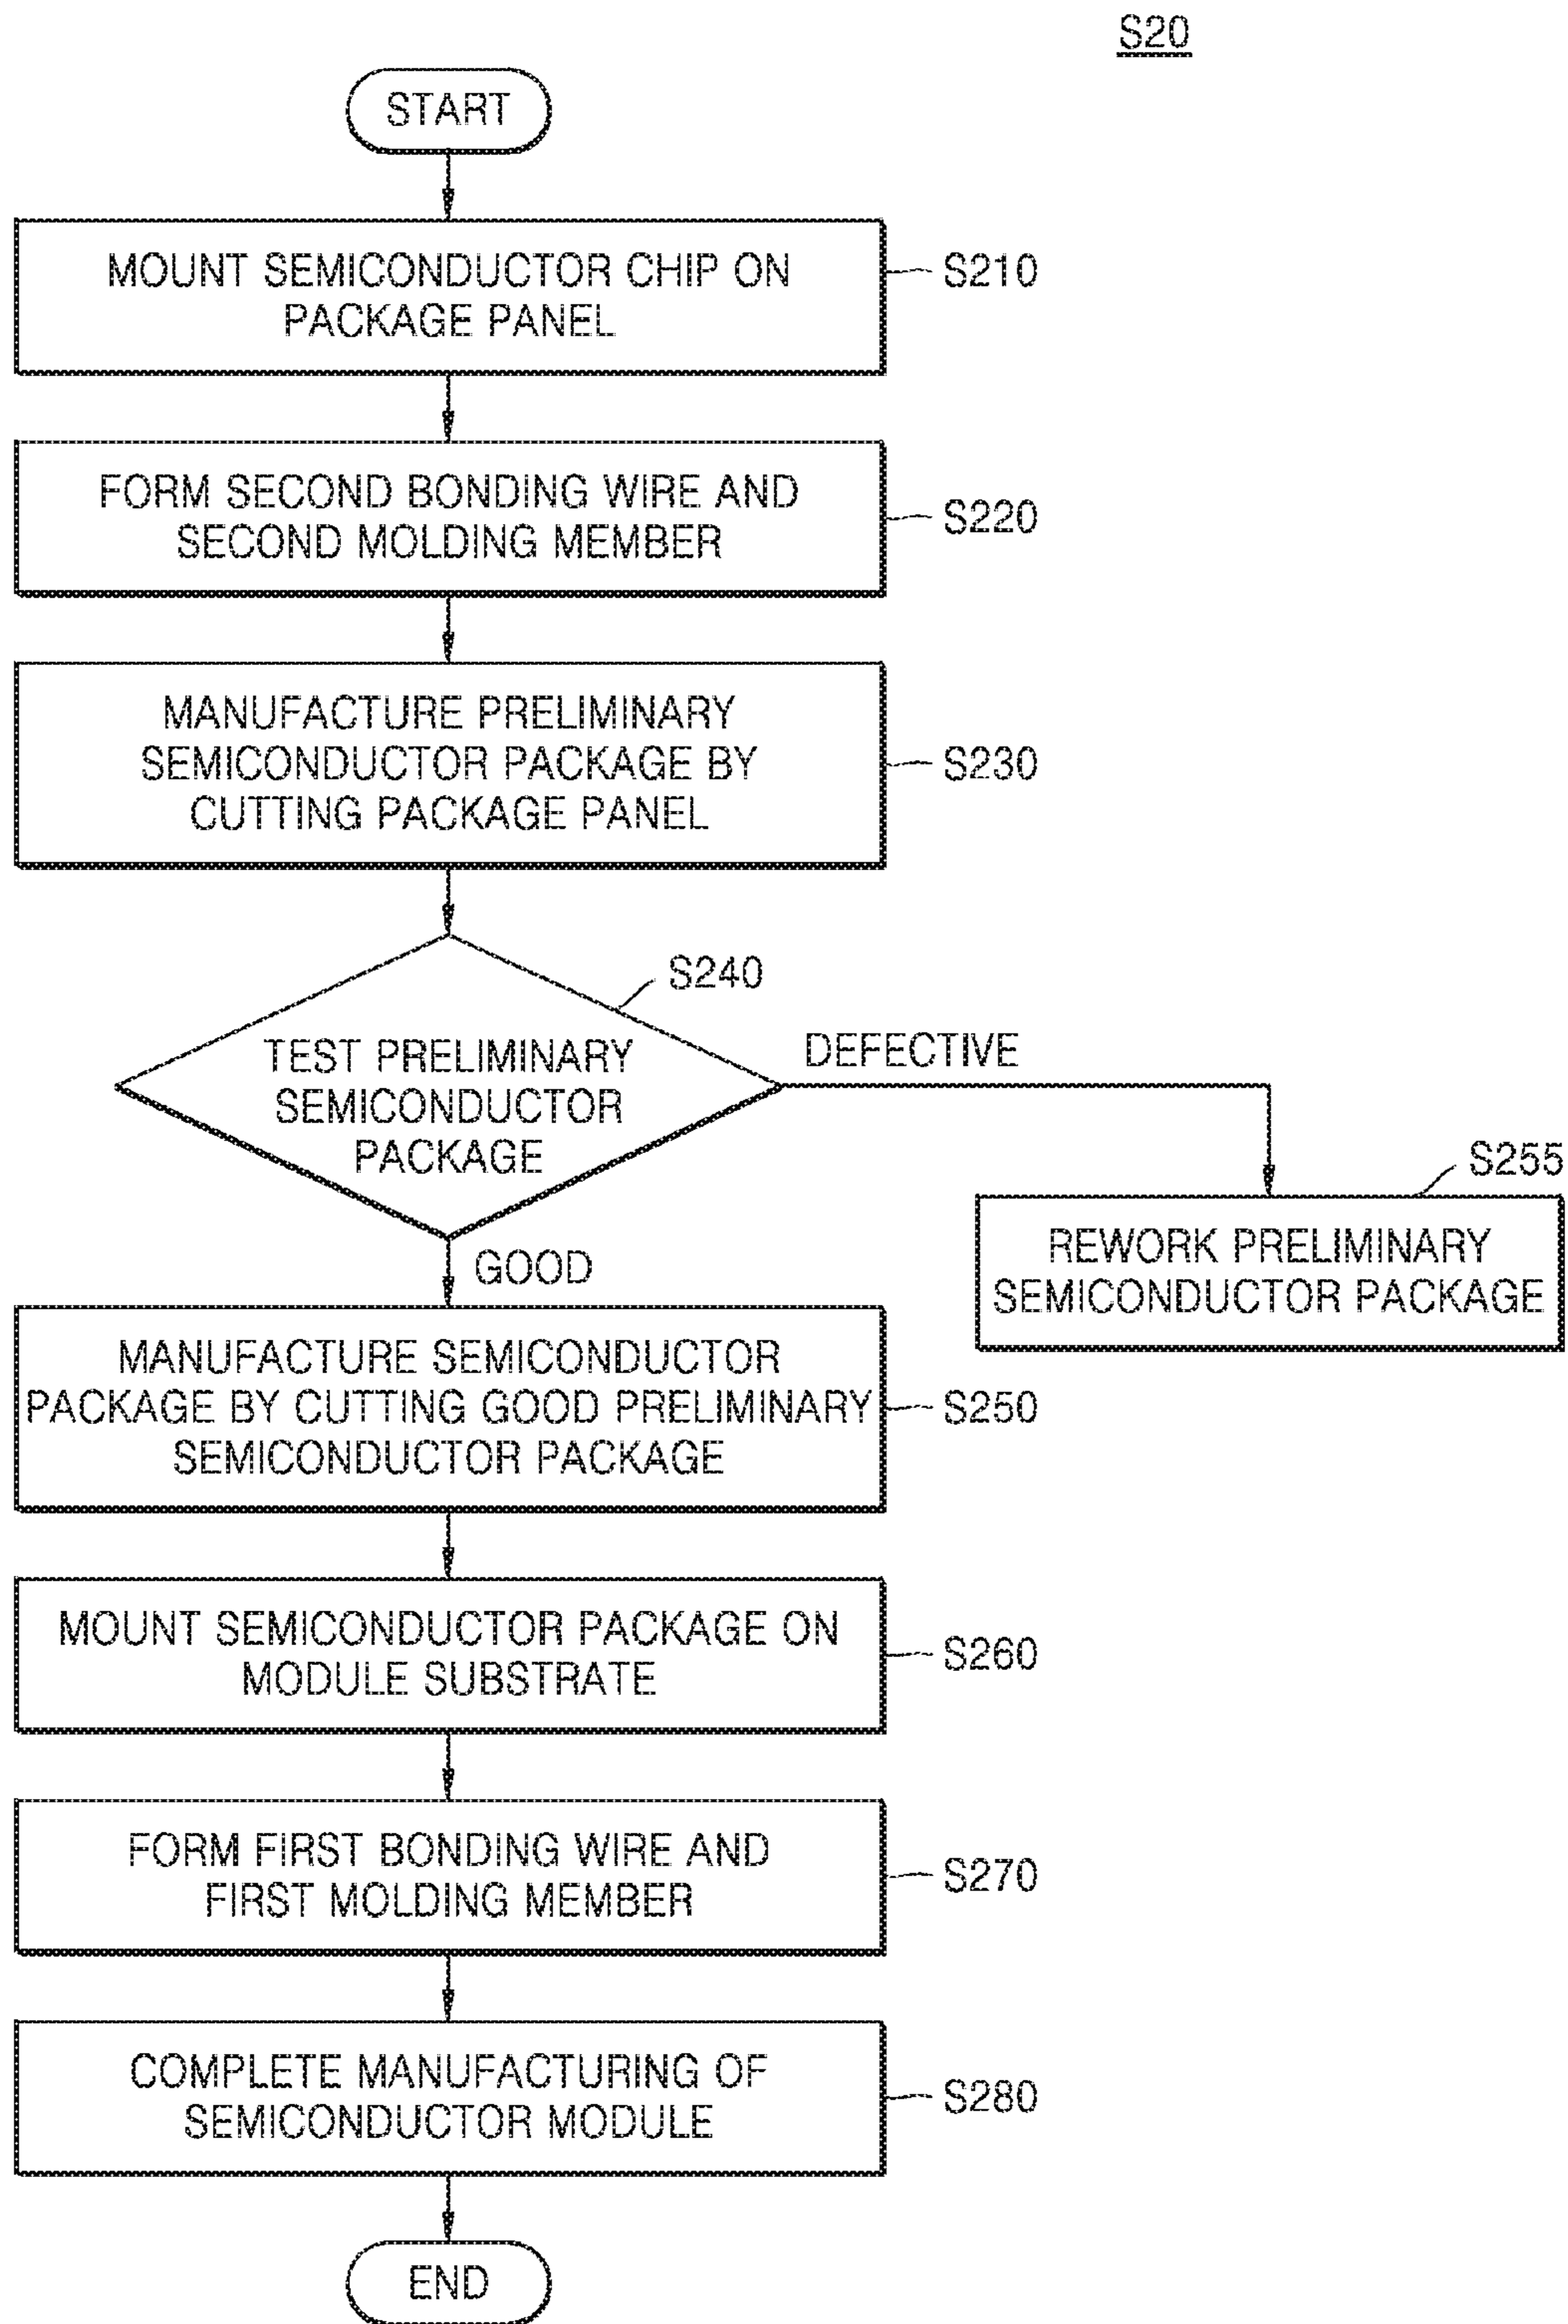 S20
START
MOUNT SEMICONDUCTOR CHIP ON
PACKAGE PANEL
S210
FORM SECOND BONDING WIRE AND
SECOND MOLDING MEMBER
S220
MANUFACTURE PRELIMINARY
SEMICONDUCTOR PACKAGE BY
CUTTING PACKAGE PANEL
S230
S240
TEST PRELIMINARY
SEMICONDUCTOR
PACKAGE
DEFECTIVE
S255
REWORK PRELIMINARY
SEMICONDUCTOR PACKAGE
GOOD
MANUFACTURE SEMICONDUCTOR
PACKAGE BY CUTTING GOOD PRELIMINARY
SEMICONDUCTOR PACKAGE
S250
MOUNT SEMICONDUCTOR PACKAGE ON
MODULE SUBSTRATE
S260
FORM FIRST BONDING WIRE AND
FIRST MOLDING MEMBER
S270
COMPLETE MANUFACTURING OF
SEMICONDUCTOR MODULE
S280
END